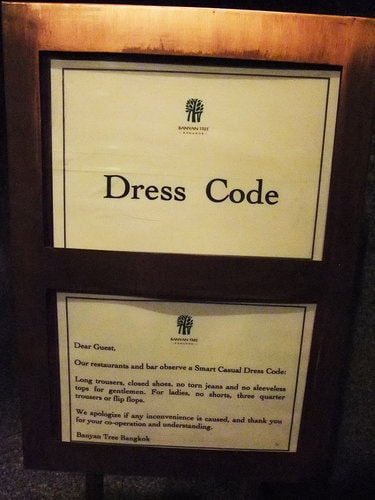 BANYAN TREE
BANGKOK
Dress Code
BANYAN TREE
BANGKOK
Dear Guest,
Our restaurants and bar observe a Smart Casual Dress Code:
Long trousers, closed shoes, no torn jeans and no sleeveless
tops for gentlemen. For ladies, no shorts, three quarter
trousers or flip flops.
We apologize if any inconvenience is caused, and thank you
for your co-operation and understanding.
Banyan Tree Bangkok